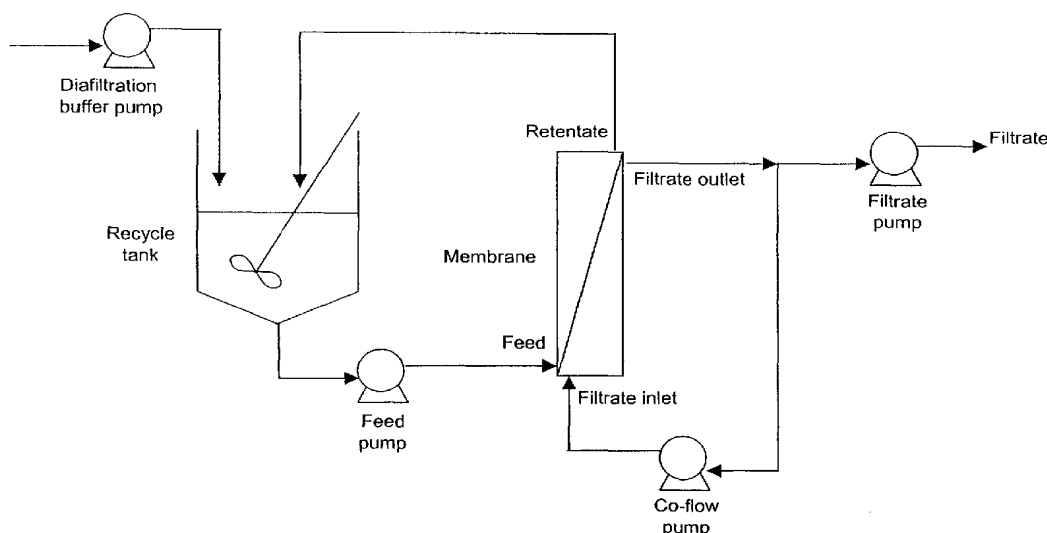 Diafiltration
buffer pump
Recycle
tank
Retentate
Filtrate outlet
Filtrate
Filtrate
pump
Membrane
Feed
Feed
pump
Filtrate inlet
Co-flow
pump